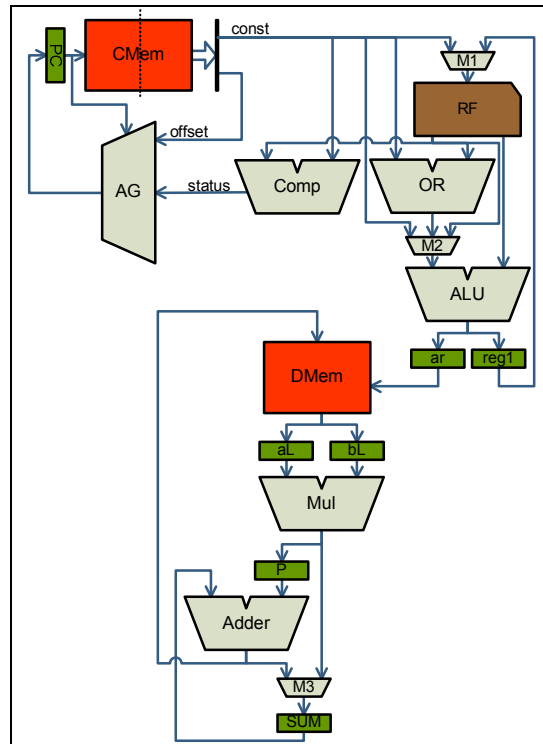 const
PC
CMem
M1
RF
offset
AG
status
Comp
OR
M2
ALU
ar
reg1
DMem
aL
bL
Mul
P
Adder
M3
SUM